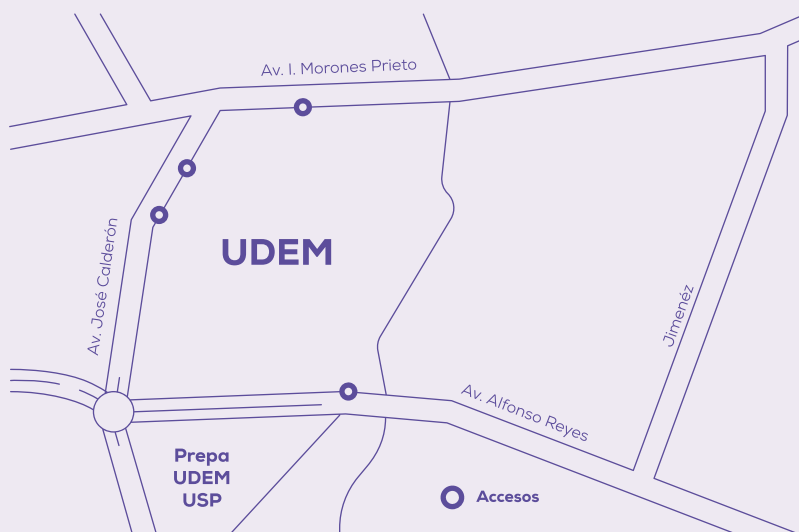 Av. I. Morones Prieto
Av. José Calderón
UDEM
Jimenéz
Av. Alfonso Reyes
Prepa
UDEM
USP
Accesos